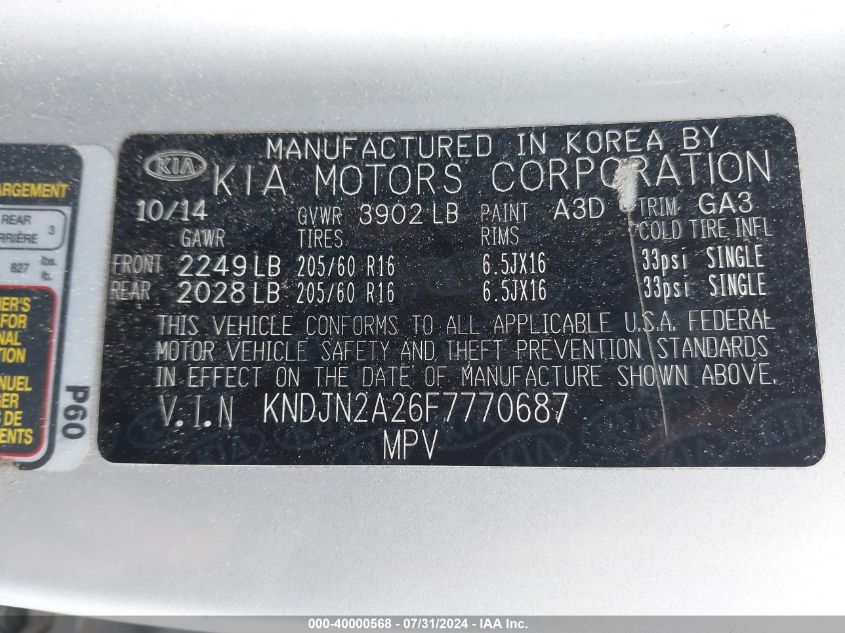 MANUFACTURED IN KOREA BY
KIA KIA MOTORS CORPORATION
10/14 GVWR 3902 LB PAINT A3D TRIM GA3
GAWR TIRES RIMS COLD TIRE INFL
FRONT 2249 LB 205/60 R16 6.5JX16 33psi SINGLE
REAR 2028 LB 205/60 R16 6.5JX16 33psi SINGLE
THIS VEHICLE CONFORMS TO ALL APPLICABLE U.S.A. FEDERAL
MOTOR VEHICLE SAFETY AND THEFT PREVENTION STANDARDS
IN EFFECT ON THE DATE OF MANUFACTURE SHOWN ABOVE.
V.I.N KNDJN2A26F7770687
MPV
ARGEMENT
REAR 3
827 lbs.
FOR
P60
000-40000568 - 07/31/2024 - IAA Inc.